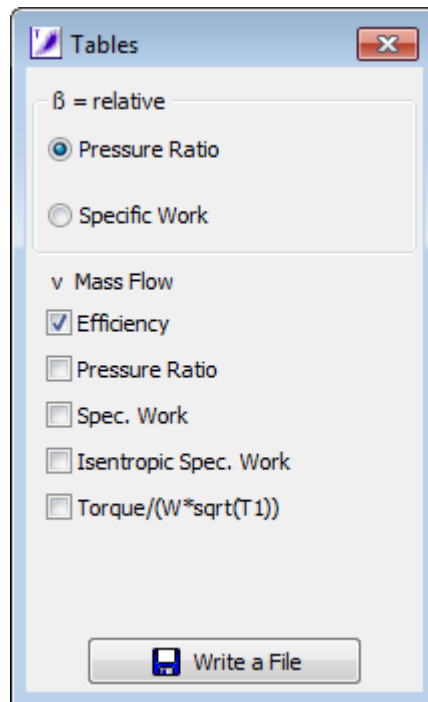 Tables
ß = relative
Pressure Ratio
Specific Work
v Mass Flow
Efficiency
Pressure Ratio
Spec. Work
Isentropic Spec. Work
Torque/(W*sqrt(T1))
Write a File